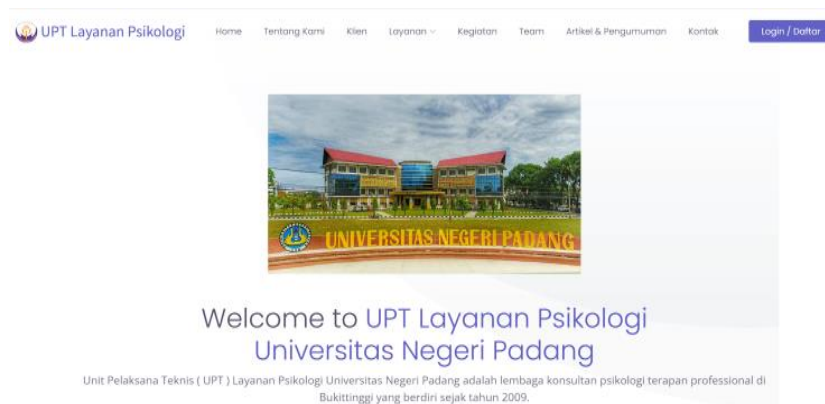 UPT Layanan Psikologi
Home
Tentang Kami
Klien
Layanan
Kegiatan
Team
Artikel & Pengumuman
Kontak
Login / Daftar
UNIVERSITAS NEGERI PADANG
Welcome to UPT Layanan Psikologi
Universitas Negeri Padang
Unit Pelaksana Teknis ( UPT ) Layanan Psikologi Universitas Negeri Padang adalah lembaga konsultan psikologi terapan professional di
Bukittinggi yang berdiri sejak tahun 2009.